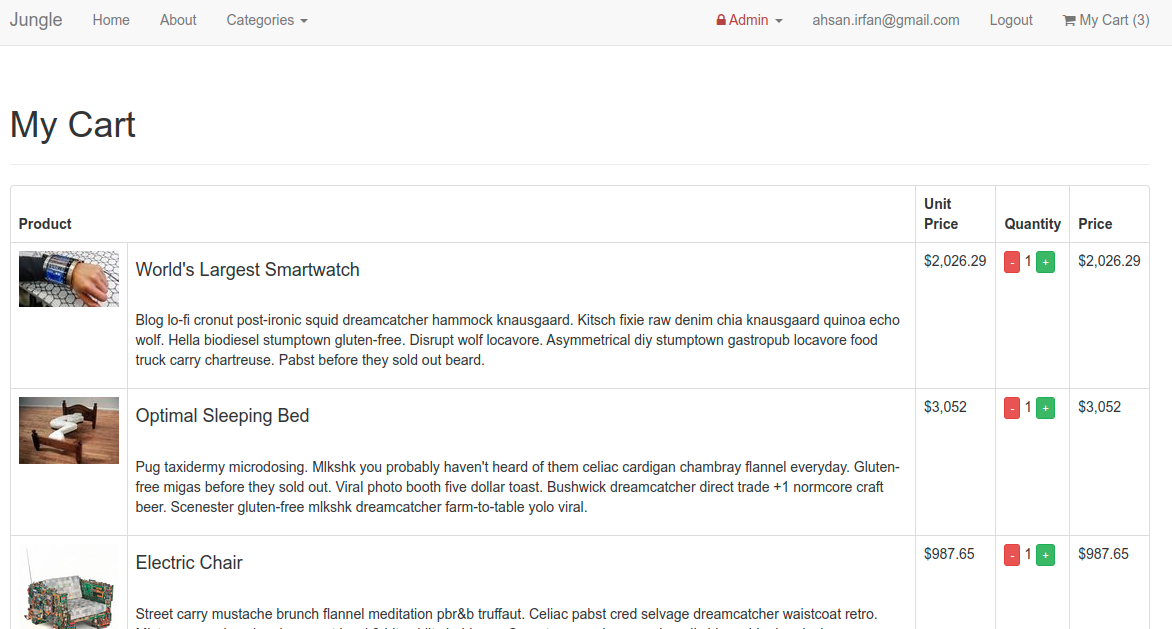 Jungle Home About Categories Admin ahsan.irfan@gmail.com Logout My Cart (3)
My Cart
Product Unit Price Quantity Price
World's Largest Smartwatch $2,026.29 - 1 + $2,026.29
Blog lo-fi cronut post-ironic squid dreamcatcher hammock knausgaard. Kitsch fixie raw denim chia knausgaard quinoa echo
wolf. Hella biodiesel stumptown gluten-free. Disrupt wolf locavore. Asymmetrical diy stumptown gastropub locavore food
truck carry chartreuse. Pabst before they sold out beard.
Optimal Sleeping Bed $3,052 - 1 + $3,052
Pug taxidermy microdosing. Mlkshk you probably haven't heard of them celiac cardigan chambray flannel everyday. Gluten-
free migas before they sold out. Viral photo booth five dollar toast. Bushwick dreamcatcher direct trade +1 normcore craft
beer. Scenester gluten-free mlkshk dreamcatcher farm-to-table yolo viral.
Electric Chair $987.65 - 1 + $987.65
Street carry mustache brunch flannel meditation pbr&b truffaut. Celiac pabst cred selvage dreamcatcher waistcoat retro.